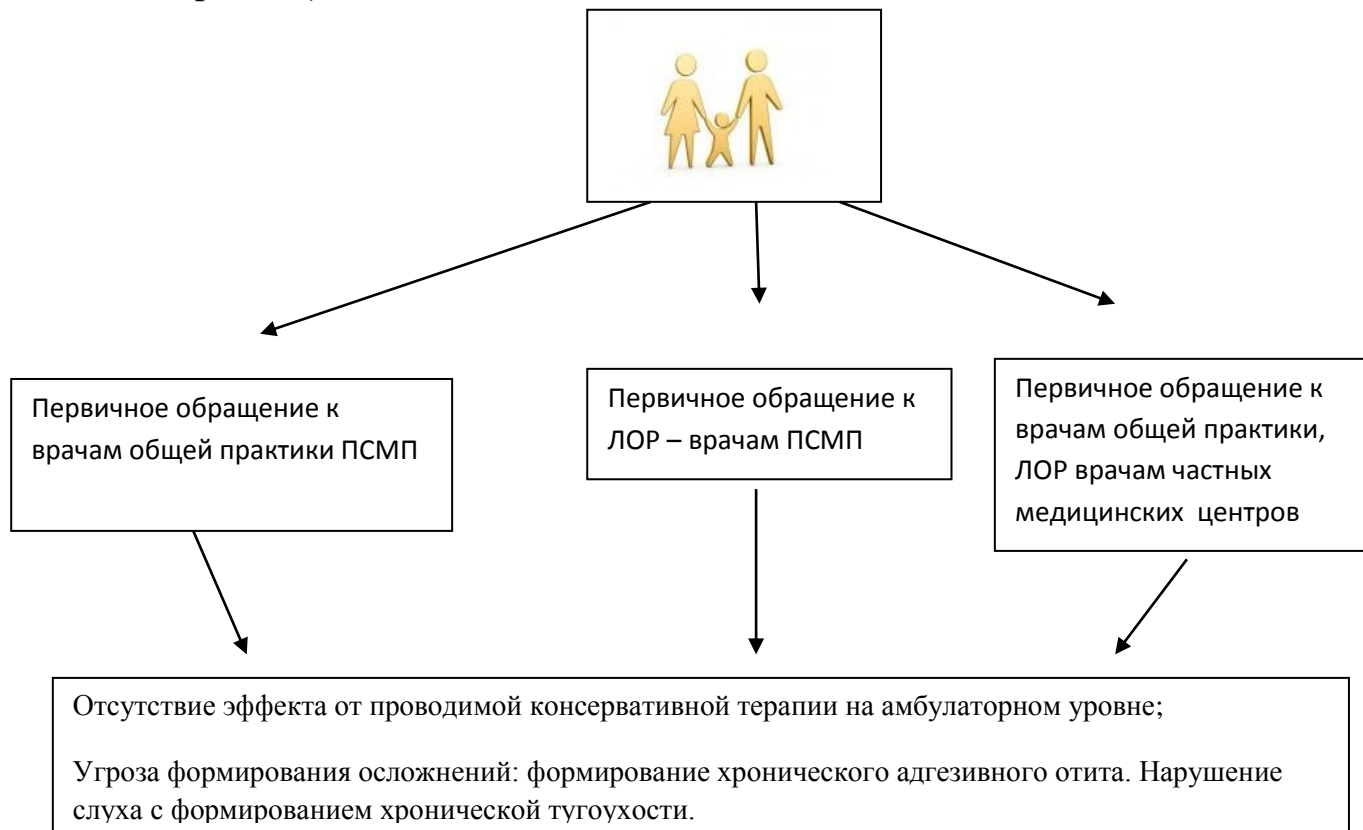 Первичное обращение к
врачам общей практики ПСМП
Первичное обращение к
ЛОР – врачам ПСМП
Первичное обращение к
врачам общей практики,
ЛОР врачам частных
медицинских центров
Отсутствие эффекта от проводимой консервативной терапии на амбулаторном уровне;
Угроза формирования осложнений: формирование хронического адгезивного отита. Нарушение
слуха с формированием хронической тугоухости.